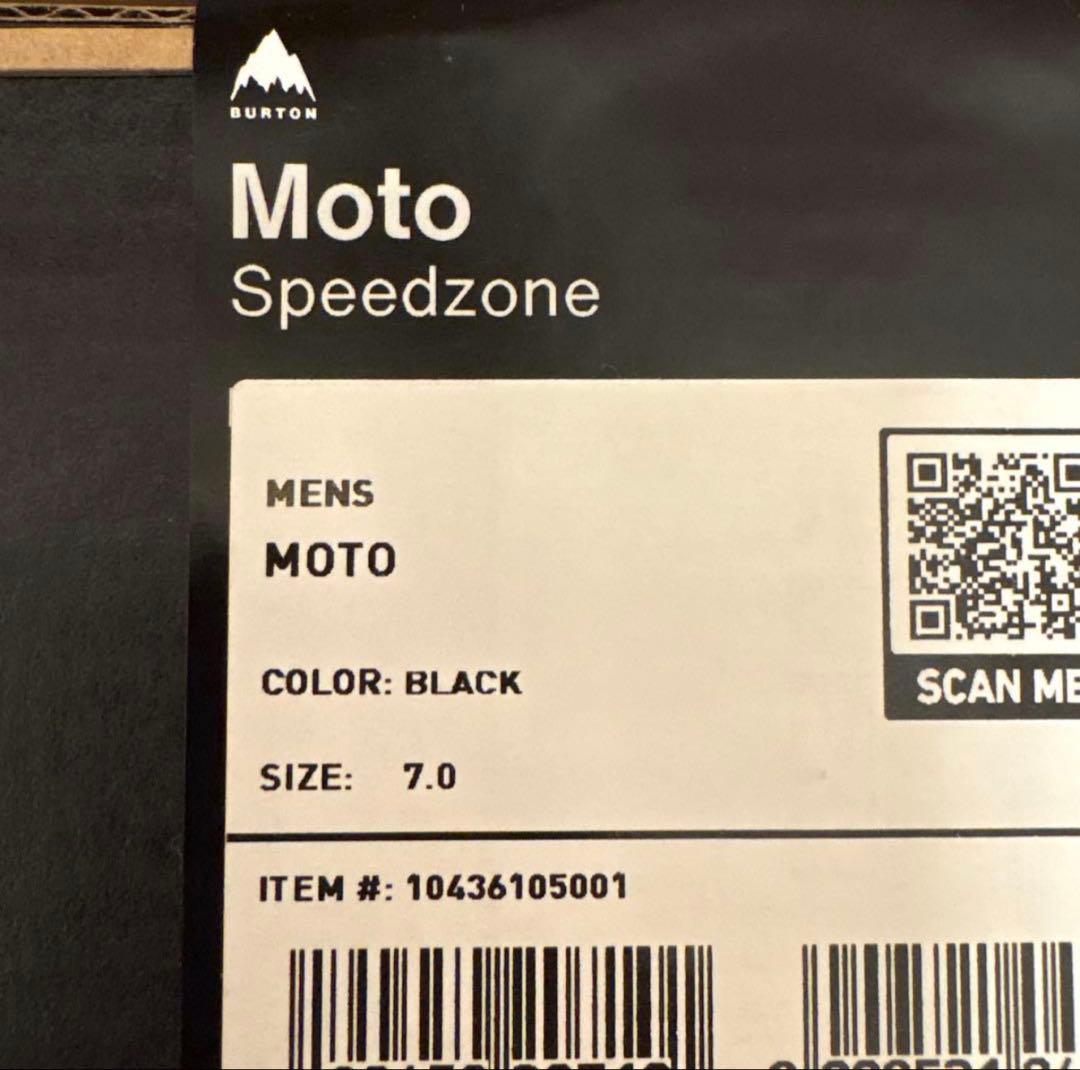 BURTON
Moto
Speedzone
MENS
MOTO
SCAN ME
COLOR: BLACK
SIZE: 7.0
ITEM #: 10436105001